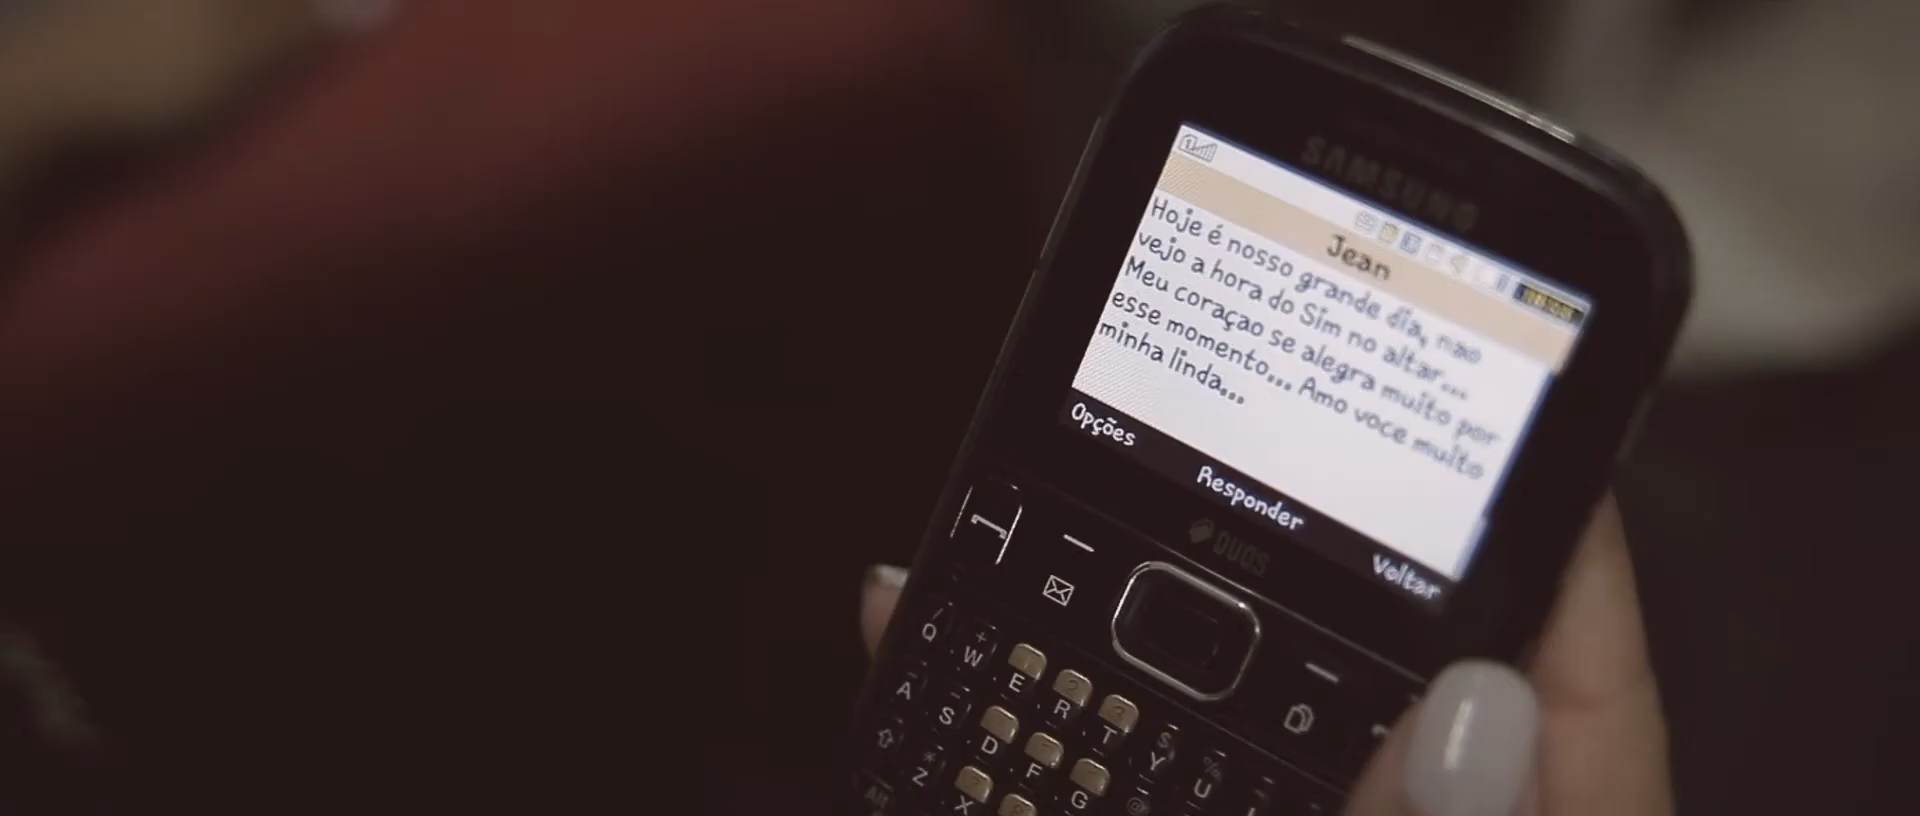 SAMSUNG
Jean
Hoje é nosso grande dia, nao
vejo a hora do Sim no altar...
Meu coraçao se alegra muito por
esse momento... Amo voce muito
minha linda...
Opções
Responder
Voltar
DUOS
Q W E R T Y U
A S D F G
Z X
Alt